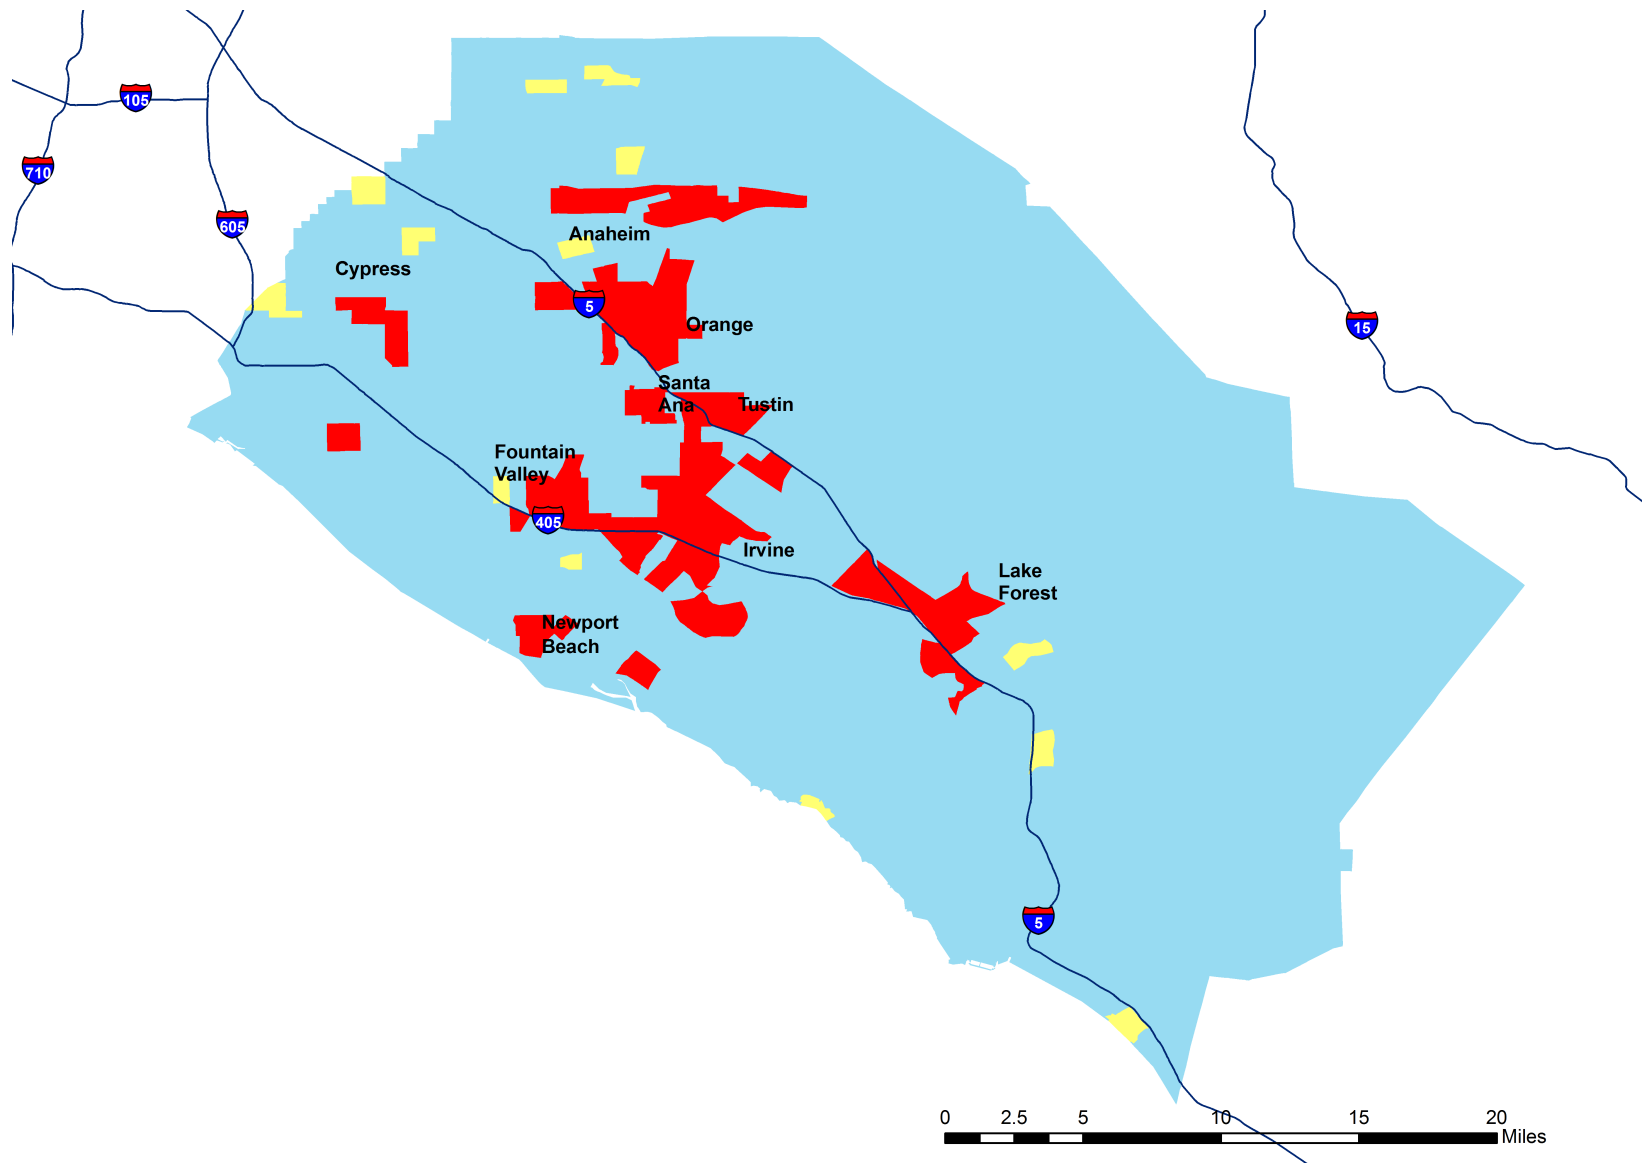 105
710
605
Anaheim
Cypress
5
Orange
15
Santa
Ana
Tustin
Fountain
Valley
405
Irvine
Lake
Forest
Newport
Beach
5
0 2.5 5 10 15 20
Miles